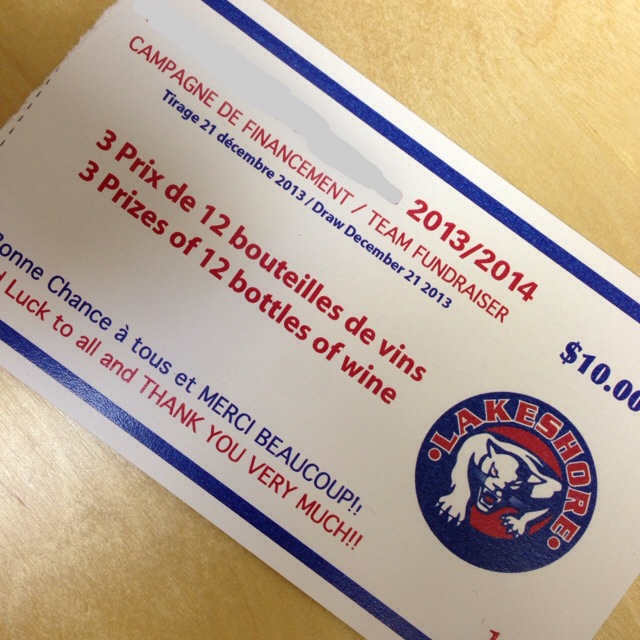 2013/2014
CAMPAGNE DE FINANCEMENT / TEAM FUNDRAISER
Tirage 21 décembre 2013 / Draw December 21 2013
3 Prix de 12 bouteilles de vins
3 Prizes of 12 bottles of wine
$10.00
Bonne Chance à tous et MERCI BEAUCOUP!,
Luck to all and THANK YOU VERY MUCH!!
LAKESHORE